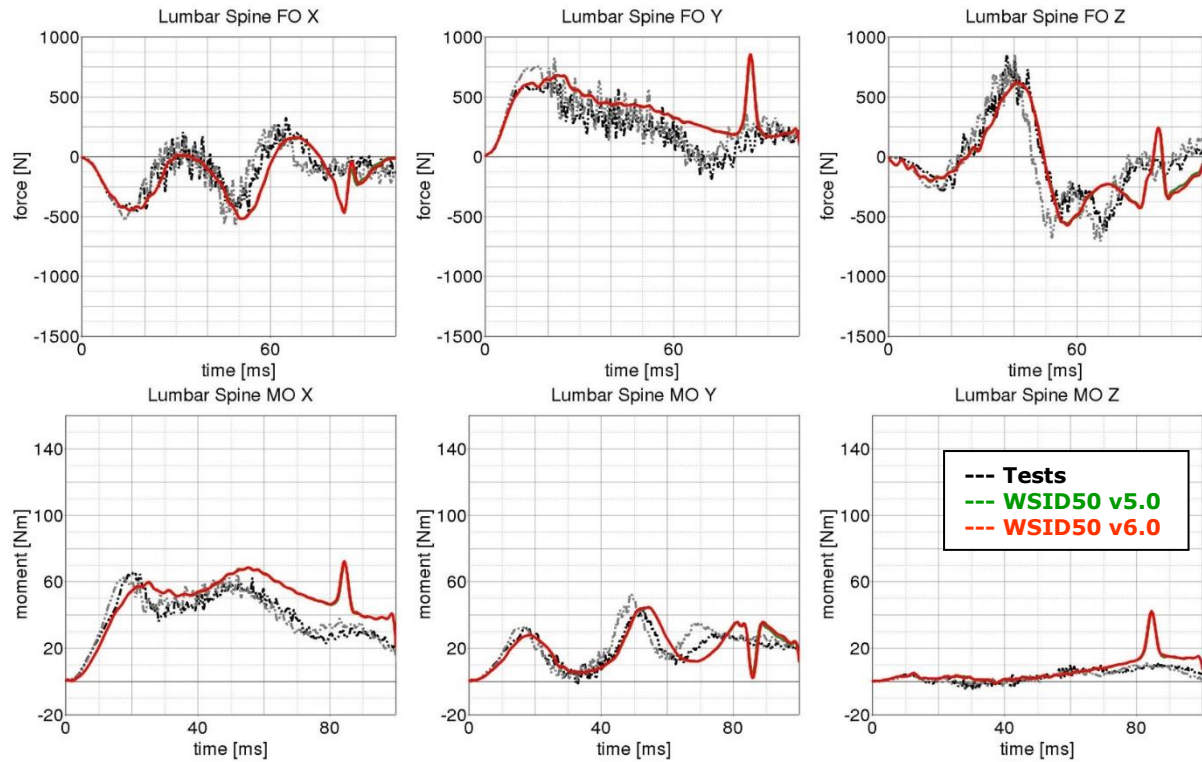 Lumbar Spine FO X
Lumbar Spine FO Y
Lumbar Spine FO Z
1000
500
0
-500
-1000
-1500
force [N]
0
60
time [ms]
1000
500
0
-500
-1000
-1500
force [N]
0
60
time [ms]
1000
500
0
-500
-1000
-1500
force [N]
0
60
time [ms]
Lumbar Spine MO X
Lumbar Spine MO Y
Lumbar Spine MO Z
140
100
60
20
-20
moment [Nm]
0
40
80
time [ms]
140
100
60
20
-20
moment [Nm]
0
40
80
time [ms]
140
100
60
20
-20
moment [Nm]
0
40
80
time [ms]
--- Tests
--- WSID50 v5.0
--- WSID50 v6.0